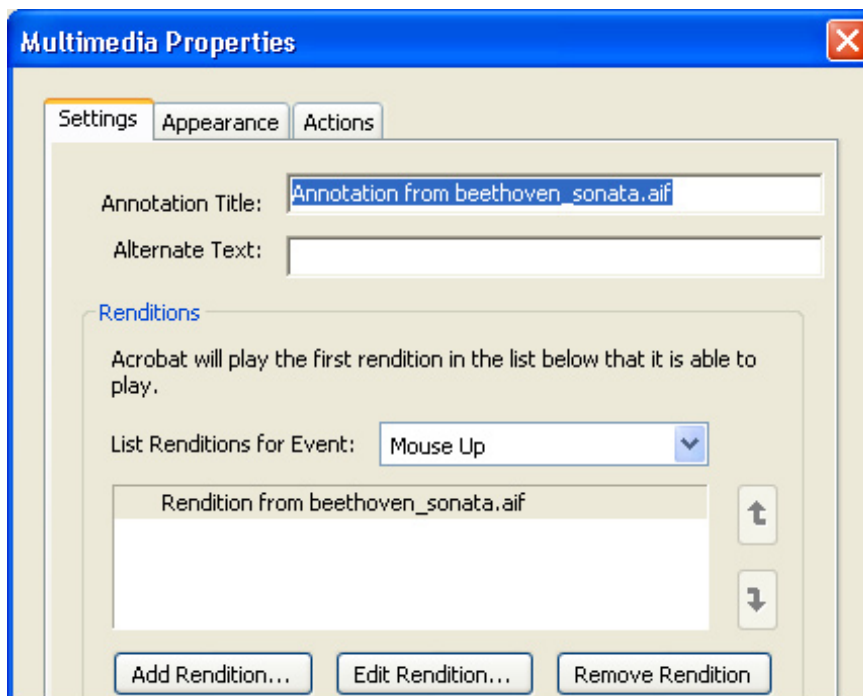 Multimedia Properties
Settings Appearance Actions
Annotation Title: Annotation from beethoven_sonata.aif
Alternate Text:
Renditions
Acrobat will play the first rendition in the list below that it is able to
play.
List Renditions for Event: Mouse Up
Rendition from beethoven_sonata.aif
Add Rendition... Edit Rendition... Remove Rendition